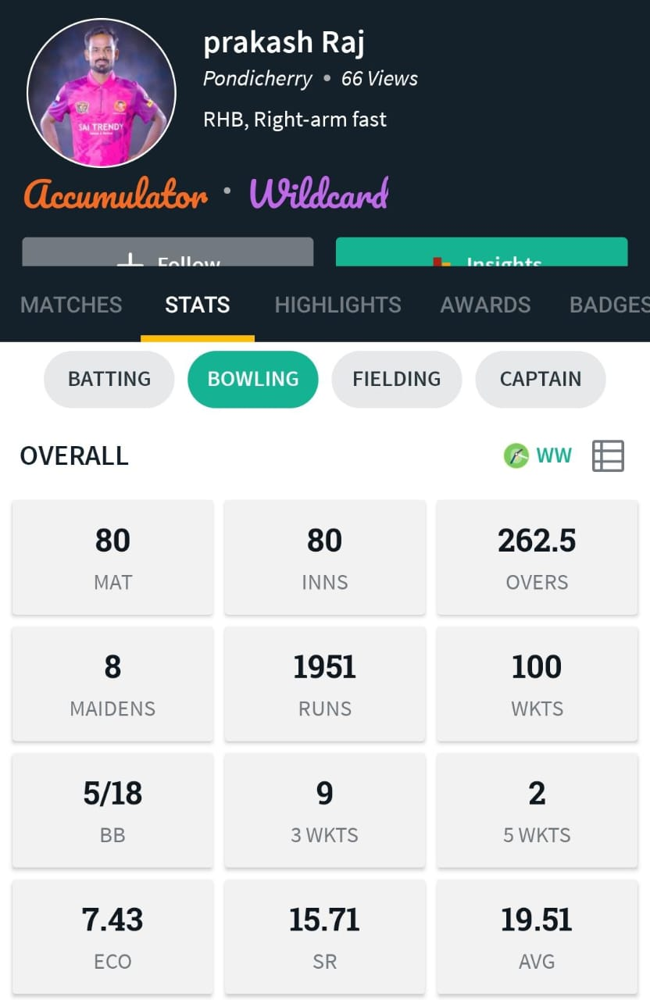 prakash Raj
Pondicherry • 66 Views
RHB, Right-arm fast
SAI TRENDY
Accumulator • Wildcard
Follow
Insights
MATCHES STATS HIGHLIGHTS AWARDS BADGES
BATTING BOWLING FIELDING CAPTAIN
OVERALL WW
80 80 262.5
MAT INNS OVERS
8 1951 100
MAIDENS RUNS WKTS
5/18 9 2
BB 3 WKTS 5 WKTS
7.43 15.71 19.51
ECO SR AVG